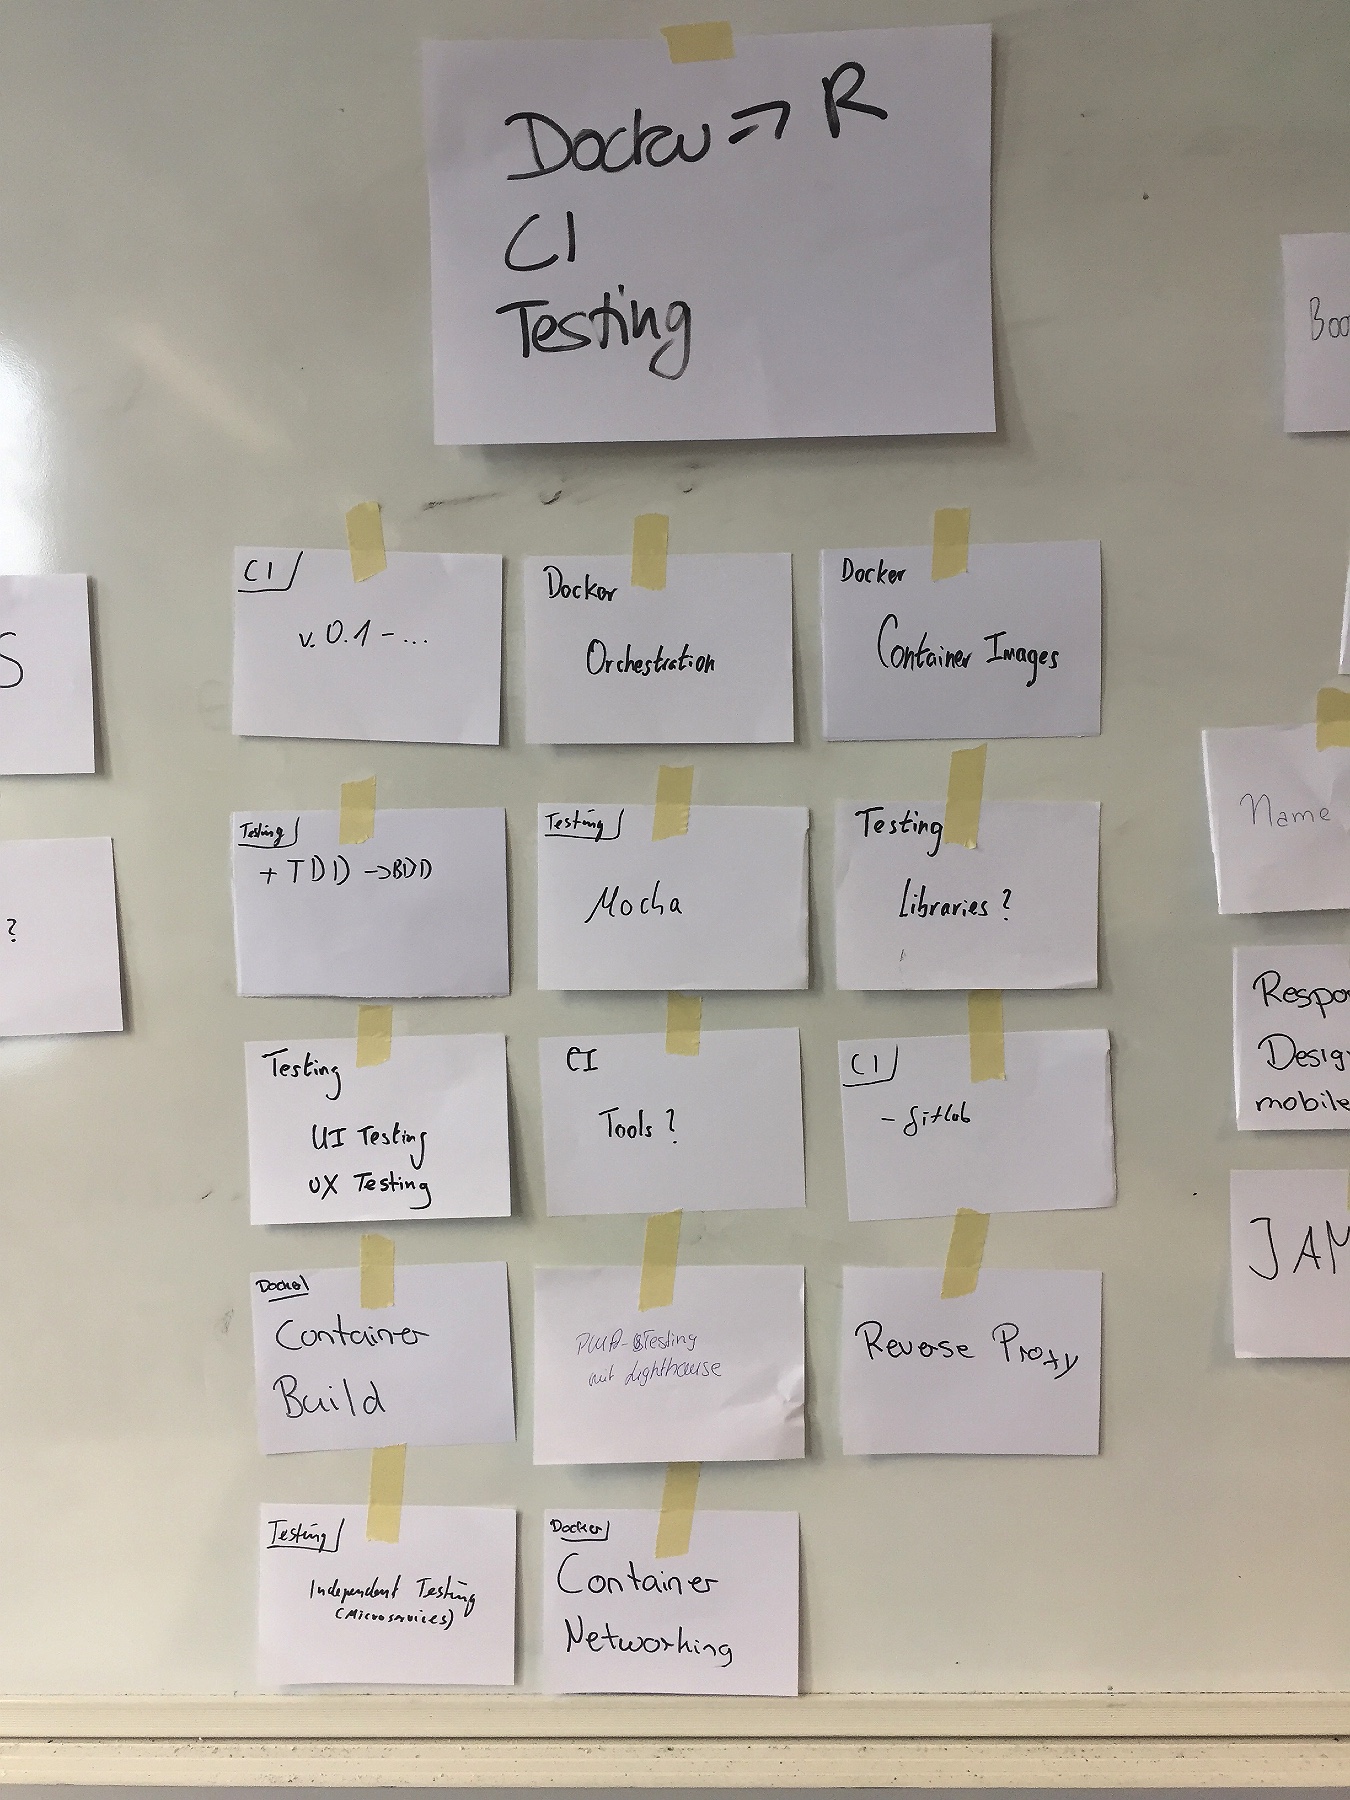 Docker => R
CI
Testing
CI
v. 0.1 - ...
Docker
Orchestration
Docker
Container Images
Testing
+ TDD -> BDD
Testing
Mocha
Testing
Libraries ?
Testing
UI Testing
UX Testing
CI
Tools ?
CI
- Gitlab
Docker
Container
Build
PWA-Testing
mit Lighthouse
Reverse Proxy
Testing
Independent Testing
(Microservices)
Docker
Container
Networking
S
?
Boo
Name
Respo
Desig
mobile
JAM